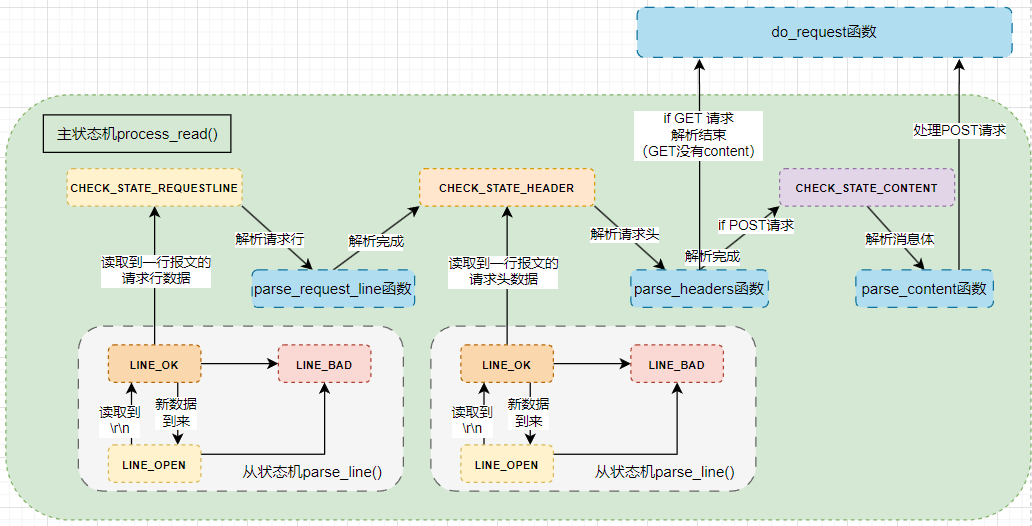 do_request函数
主状态机process_read()
if GET 请求
解析结束
（GET没有content）
处理POST请求
CHECK_STATE_REQUESTLINE
CHECK_STATE_HEADER
CHECK_STATE_CONTENT
解析请求行
解析完成
解析请求头
if POST请求
解析完成
解析消息体
读取到一行报文的
请求行数据
读取到一行报文的
请求头数据
parse_request_line函数
parse_headers函数
parse_content函数
LINE_OK
LINE_BAD
读取到
\r\n
新数据
到来
LINE_OPEN
从状态机parse_line()
LINE_OK
LINE_BAD
读取到
\r\n
新数据
到来
LINE_OPEN
从状态机parse_line()